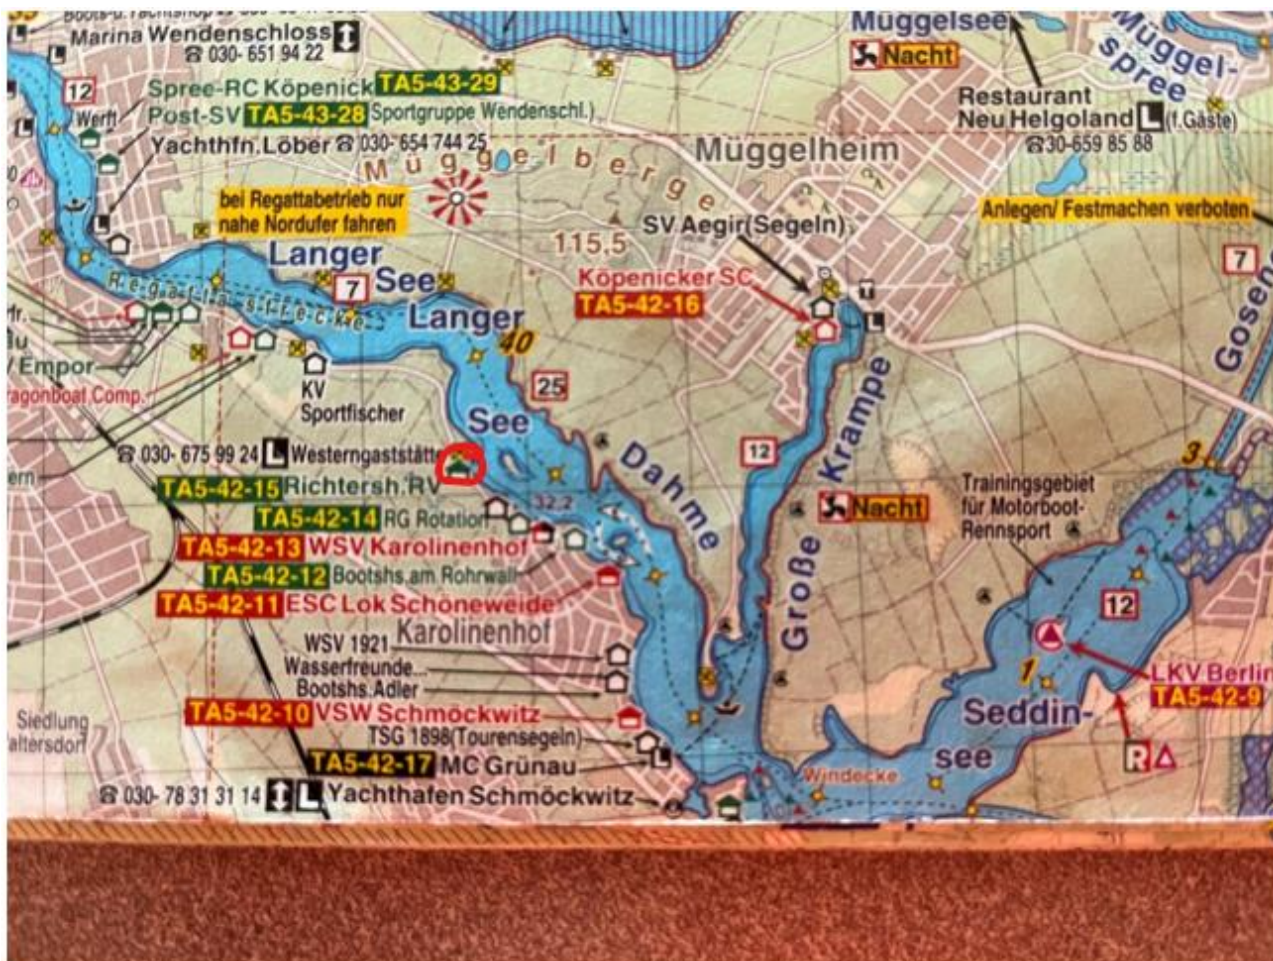 Marina Wendenschloss
☎ 030- 651 94 22
12
Spree-RC Köpenick TA5-43-29
Werft
Post-SV TA5-43-28 Sportgruppe Wendenschl.)
Yachthfn.Löber ☎ 030- 654 744 25
Müggelberge
bei Regattabetrieb nur
nahe Nordufer fahren
Langer
See
7
Regattastrecke
115,5
Müggelsee
Nacht
Müggel-
spree
Restaurant
Neu Helgoland L (f.Gäste)
☎30-659 85 88
Müggelheim
SV Aegir(Segeln)
Anlegen/ Festmachen verboten
Köpenicker SC
TA5-42-16
7
Gosen
Empor
ragonboat Comp.
KV
Sportfischer
Langer
40
See
25
Dahme
12
Große Krampe
Nacht
Trainingsgebiet
für Motorboot-
Rennsport
3
☎ 030- 675 99 24 L Westerngaststätte
TA5-42-15 Richtersh.RV
32,2
TA5-42-14 RG Rotation
TA5-42-13 WSV Karolinenhof
TA5-42-12 Bootshs.am Rohrwall
TA5-42-11 ESC Lok Schöneweide
Karolinenhof
12
WSV 1921
Wasserfreunde...
Bootshs.Adler
1
LKV Berlin
TA5-42-9
TA5-42-10 VSW Schmöckwitz
Seddin-
see
R
TSG 1898(Tourensegeln)
Siedlung
altersdorf
TA5-42-17 MC Grünau
Windecke
☎ 030- 78 31 31 14 L Yachthafen Schmöckwitz